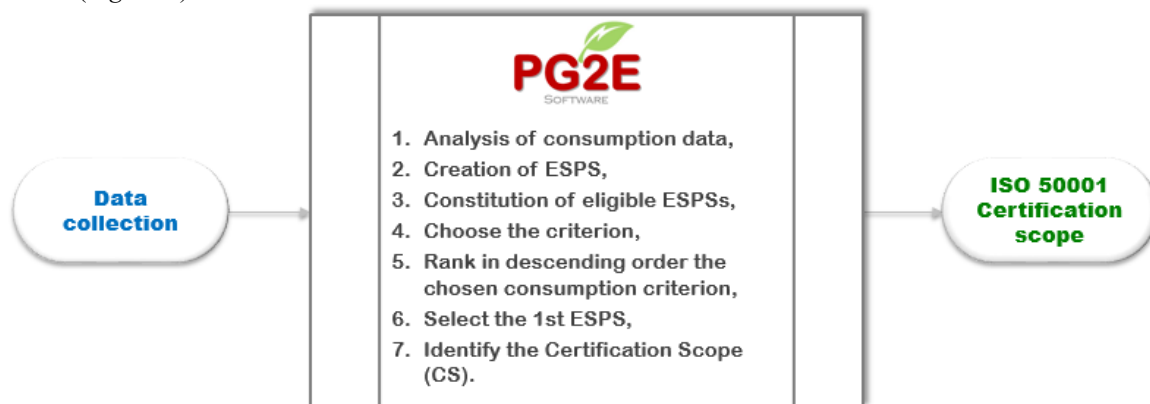 PG2E
SOFTWARE
1. Analysis of consumption data,
2. Creation of ESPS,
3. Constitution of eligible ESPSs,
4. Choose the criterion,
5. Rank in descending order the
chosen consumption criterion,
6. Select the 1st ESPS,
7. Identify the Certification Scope
(CS).
Data
collection
ISO 50001
Certification
scope